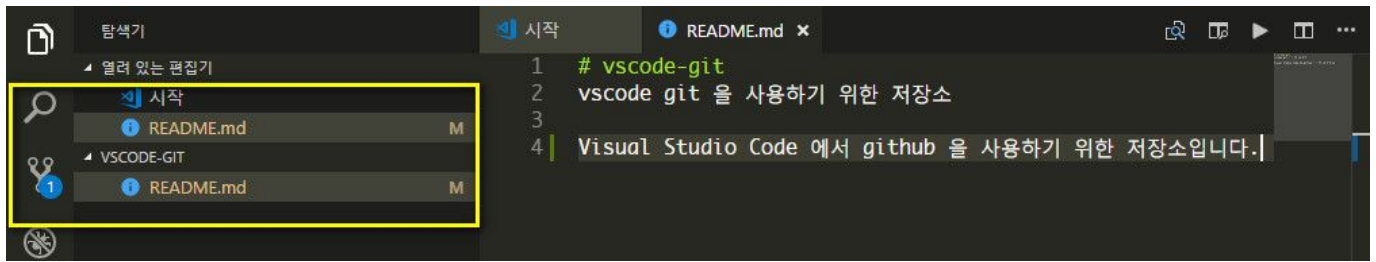 탐색기
열려 있는 편집기
시작
README.md M
VSCODE-GIT
README.md M
1
시작 README.md ×
1 # vscode-git
2 vscode git 을 사용하기 위한 저장소
3
4 Visual Studio Code 에서 github 을 사용하기 위한 저장소입니다.